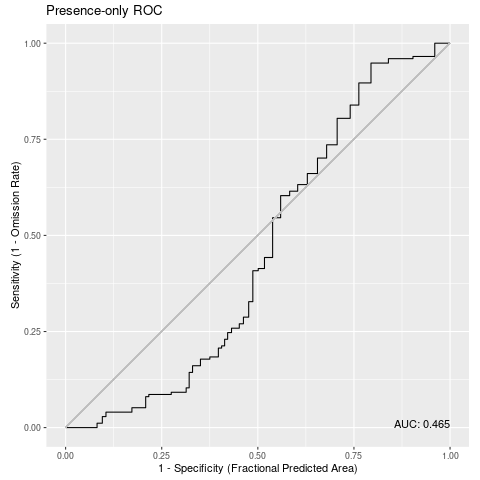 Presence-only ROC
Sensitivity (1 - Omission Rate)
1.00
0.75
0.50
0.25
0.00
AUC: 0.465
0.00 0.25 0.50 0.75 1.00
1 - Specificity (Fractional Predicted Area)